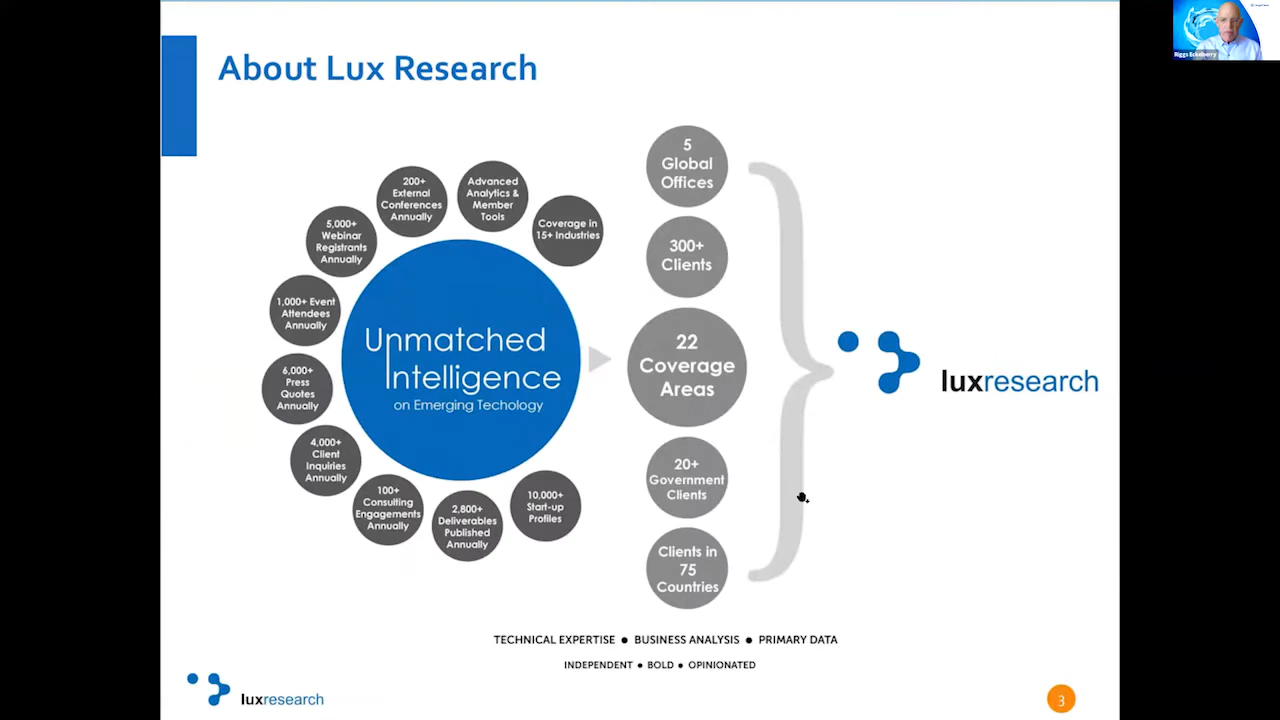 About Lux Research
200+
External
Conferences
Annually
Advanced
Analytics &
Member
Tools
Coverage in
15+ Industries
5,000+
Webinar
Registrants
Annually
1,000+ Event
Attendees
Annually
6,000+
Press
Quotes
Annually
4,000+
Client
Inquiries
Annually
100+
Consulting
Engagements
Annually
2,800+
Deliverables
Published
Annually
10,000+
Start-up
Profiles
Unmatched
Intelligence
on Emerging Techology
5
Global
Offices
300+
Clients
22
Coverage
Areas
20+
Government
Clients
Clients in
75
Countries
luxresearch
TECHNICAL EXPERTISE ● BUSINESS ANALYSIS ● PRIMARY DATA
INDEPENDENT ● BOLD ● OPINIONATED
luxresearch
3
Riggs Eckelberry